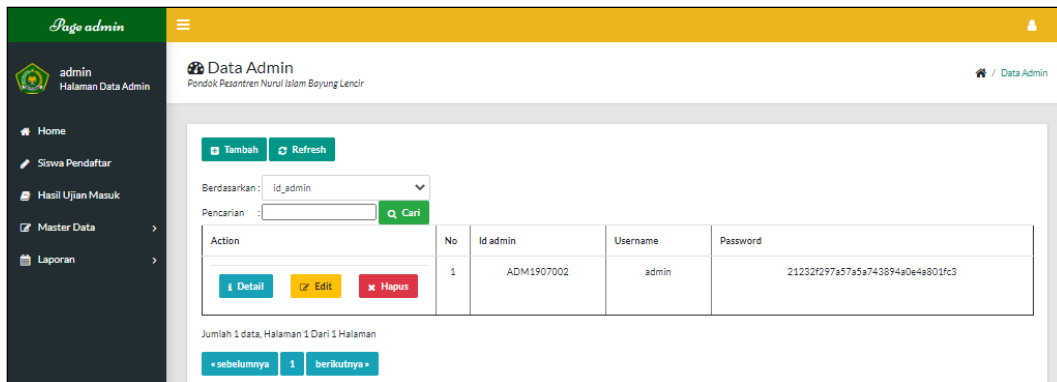 Page admin
admin
Halaman Data Admin
Home
Siswa Pendaftar
Hasil Ujian Masuk
Master Data
Laporan
Data Admin
Pondok Pesantren Nurul Islam Bayung Lencir
/ Data Admin
Tambah Refresh
Berdasarkan : id_admin
Pencarian : Cari
Action No Id admin Username Password
Detail Edit Hapus 1 ADM1907002 admin 21232f297a57a5a743894a0e4a801fc3
Jumlah 1 data, Halaman 1 Dari 1 Halaman
« sebelumnya 1 berikutnya »